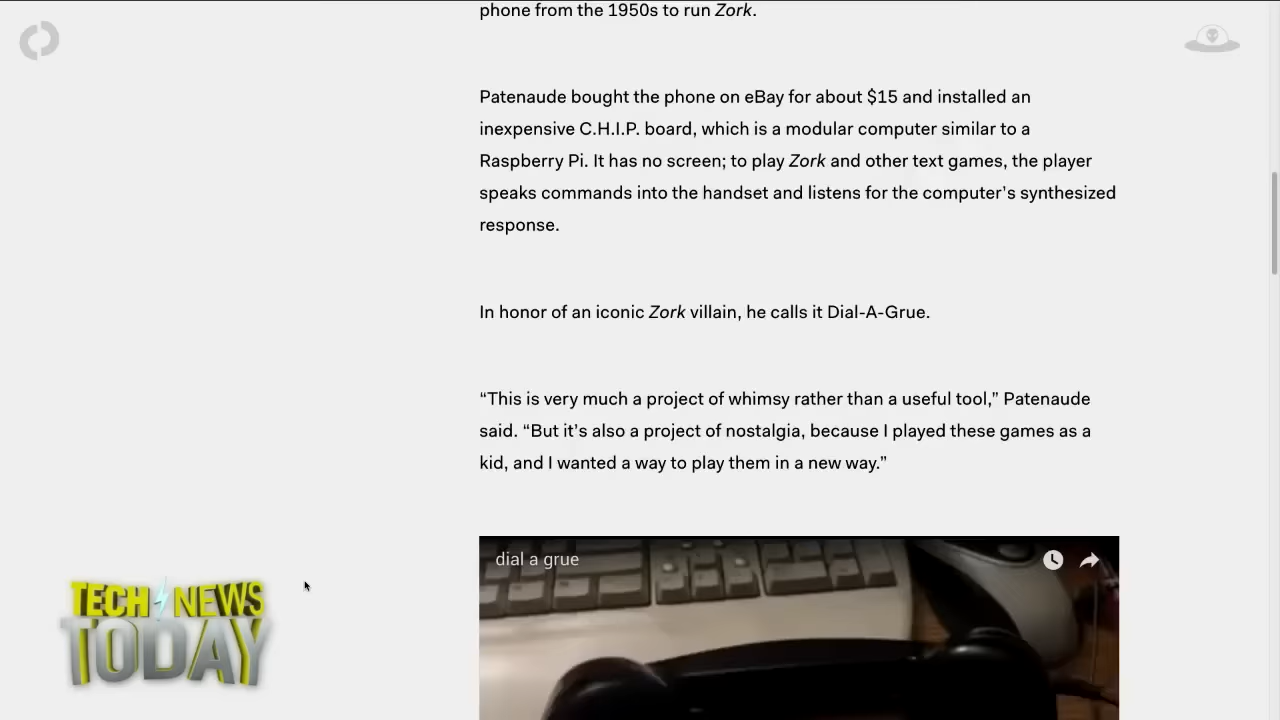 phone from the 1950s to run Zork.
Patenaude bought the phone on eBay for about $15 and installed an
inexpensive C.H.I.P. board, which is a modular computer similar to a
Raspberry Pi. It has no screen; to play Zork and other text games, the player
speaks commands into the handset and listens for the computer’s synthesized
response.
In honor of an iconic Zork villain, he calls it Dial-A-Grue.
“This is very much a project of whimsy rather than a useful tool,” Patenaude
said. “But it’s also a project of nostalgia, because I played these games as a
kid, and I wanted a way to play them in a new way.”
dial a grue
TECH NEWS
TODAY